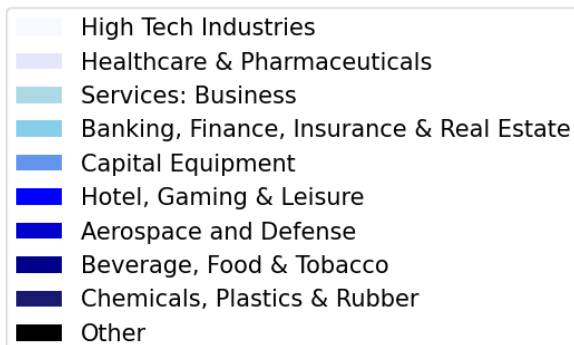 High Tech Industries
Healthcare & Pharmaceuticals
Services: Business
Banking, Finance, Insurance & Real Estate
Capital Equipment
Hotel, Gaming & Leisure
Aerospace and Defense
Beverage, Food & Tobacco
Chemicals, Plastics & Rubber
Other